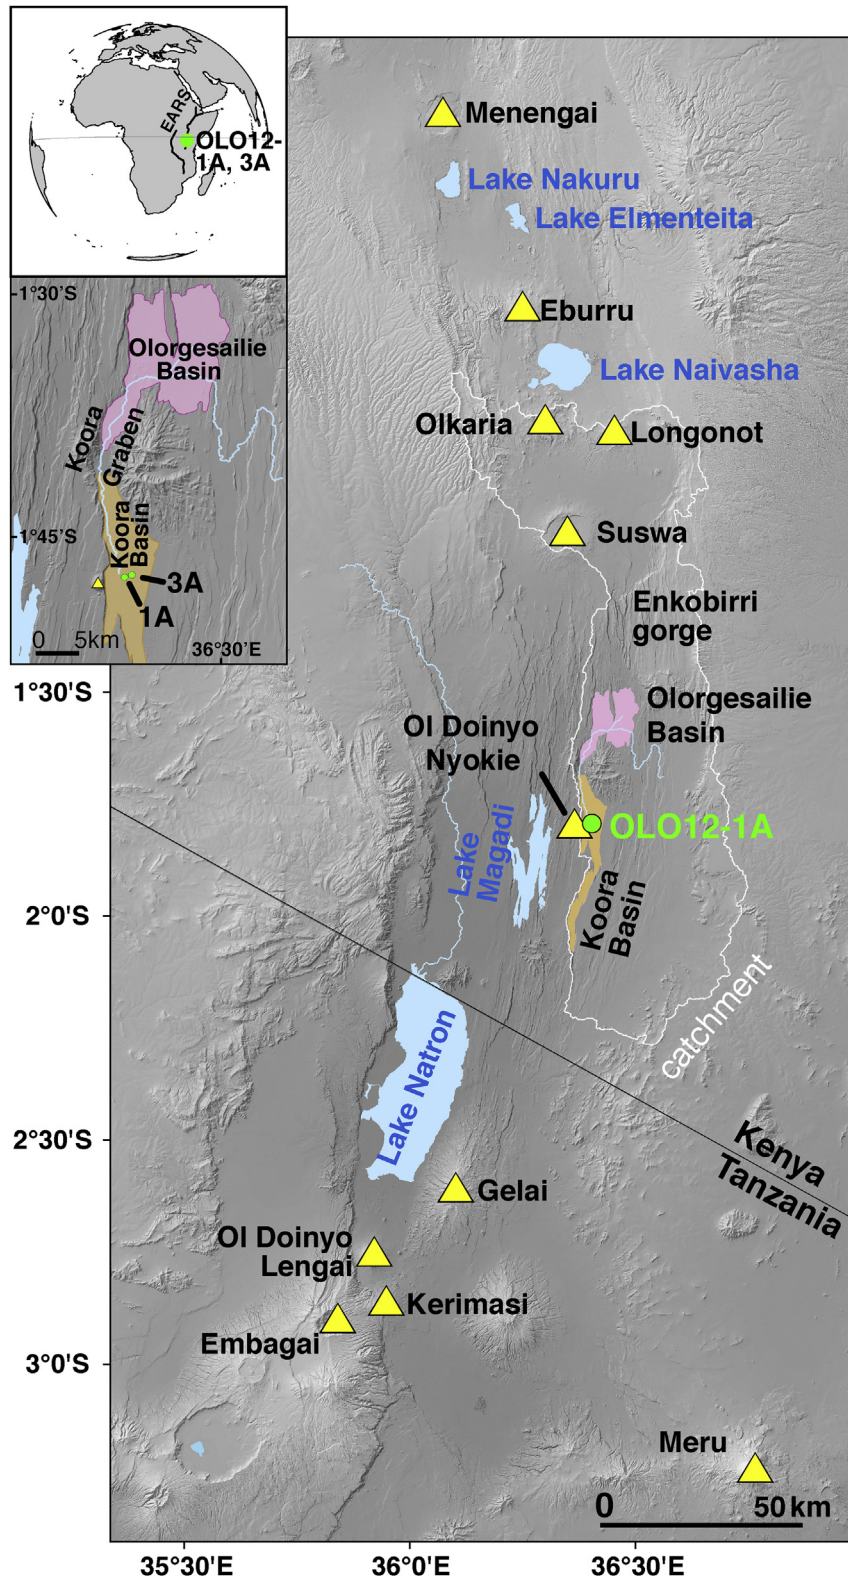 EARS
OLO12-
1A, 3A
-1°30'S
Olorgesailie
Basin
Koora
Graben
Koora
Basin
-1°45'S
3A
1A
0 5km
36°30'E
Menengai
Lake Nakuru
Lake Elmenteita
Eburru
Lake Naivasha
Olkaria
Longonot
Suswa
Enkobirri
gorge
1°30'S
Olorgesailie
Basin
Ol Doinyo
Nyokie
OLO12-1A
Lake
Magadi
Koora
Basin
2°0'S
catchment
Lake Natron
2°30'S
Kenya
Tanzania
Gelai
Ol Doinyo
Lengai
Kerimasi
Embagai
3°0'S
Meru
0 50 km
35°30'E
36°0'E
36°30'E